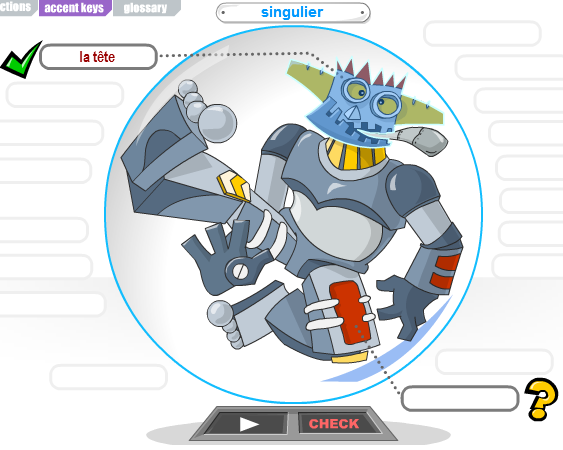 ctions
accent keys
glossary
singulier
la tête
CHECK